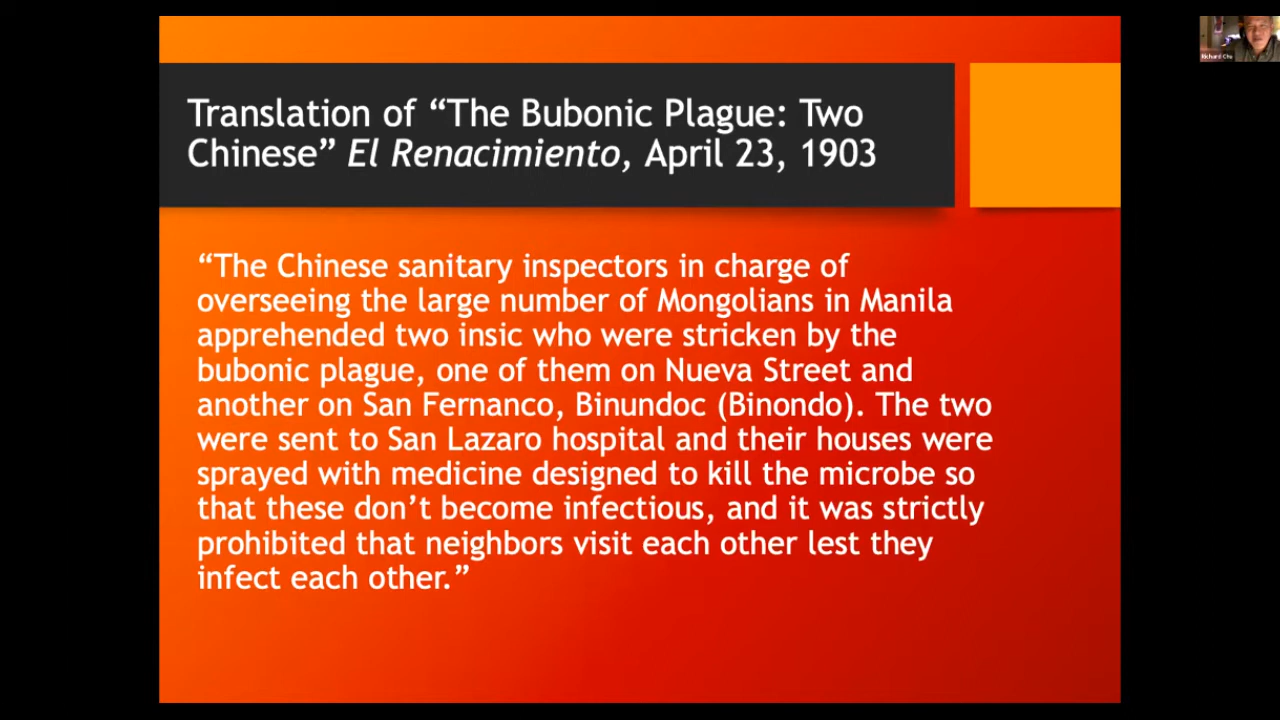 Translation of “The Bubonic Plague: Two
Chinese” El Renacimiento, April 23, 1903
“The Chinese sanitary inspectors in charge of
overseeing the large number of Mongolians in Manila
apprehended two insic who were stricken by the
bubonic plague, one of them on Nueva Street and
another on San Fernanco, Binundoc (Binondo). The two
were sent to San Lazaro hospital and their houses were
sprayed with medicine designed to kill the microbe so
that these don’t become infectious, and it was strictly
prohibited that neighbors visit each other lest they
infect each other.”
Richard Chu